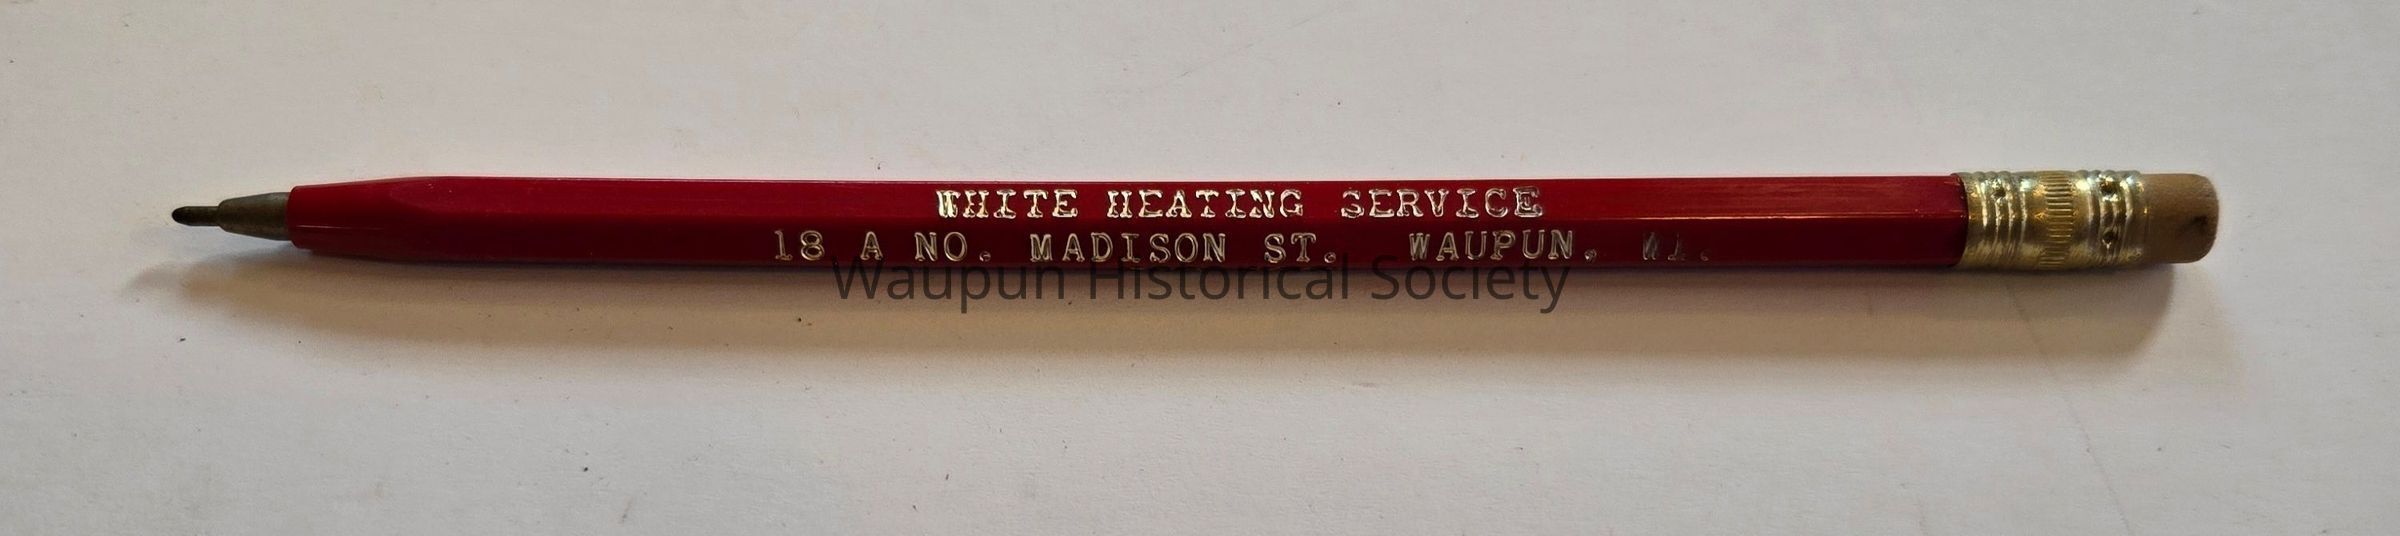 WHITE HEATING SERVICE
18 A NO. MADISON ST. WAUPUN, WI.
Waupun Historical Society